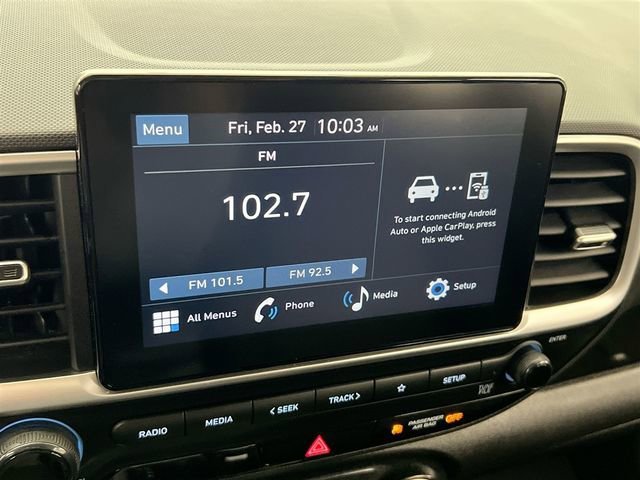 Menu Fri, Feb. 27 10:03 AM
FM
102.7
To start connecting Android
Auto or Apple CarPlay, press
this widget.
FM 101.5 FM 92.5
All Menus Phone Media Setup
ENTER
RADIO MEDIA < SEEK TRACK > SETUP
PASSENGER
AIR BAG OFF